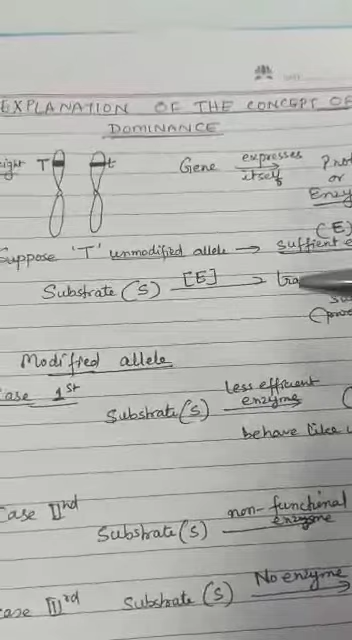 EXPLANATION OF THE CONCEPT OF
DOMINANCE
T t Gene expresses itself
or
(E)
Suppose 'T' unmodified allele → sufficient
Substrate (S) [E] →
Modified allele
Case 1st
Substrate (S) less efficient enzyme →
behave like
Case IInd
Substrate (S) non-functional enzyme
Case IIIrd Substrate (S) No enzyme →